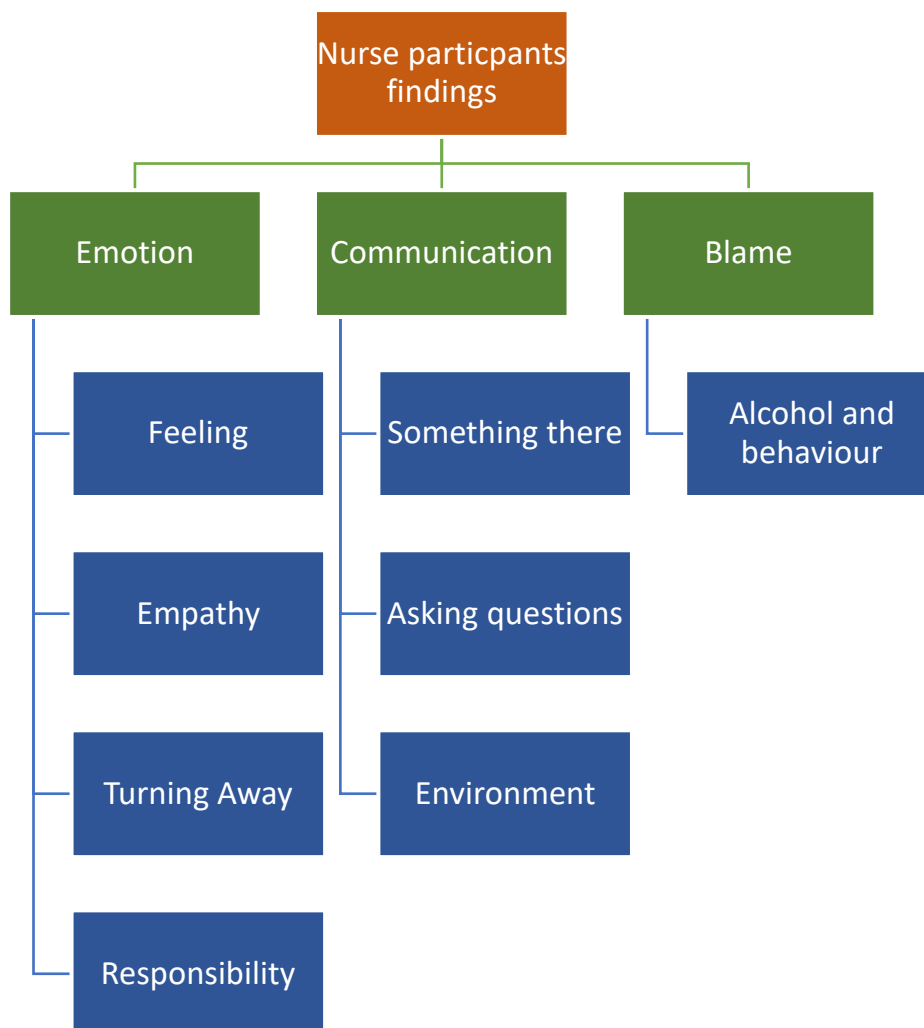 Nurse particpants
findings
Emotion
Communication
Blame
Feeling
Something there
Alcohol and
behaviour
Empathy
Asking questions
Turning Away
Environment
Responsibility